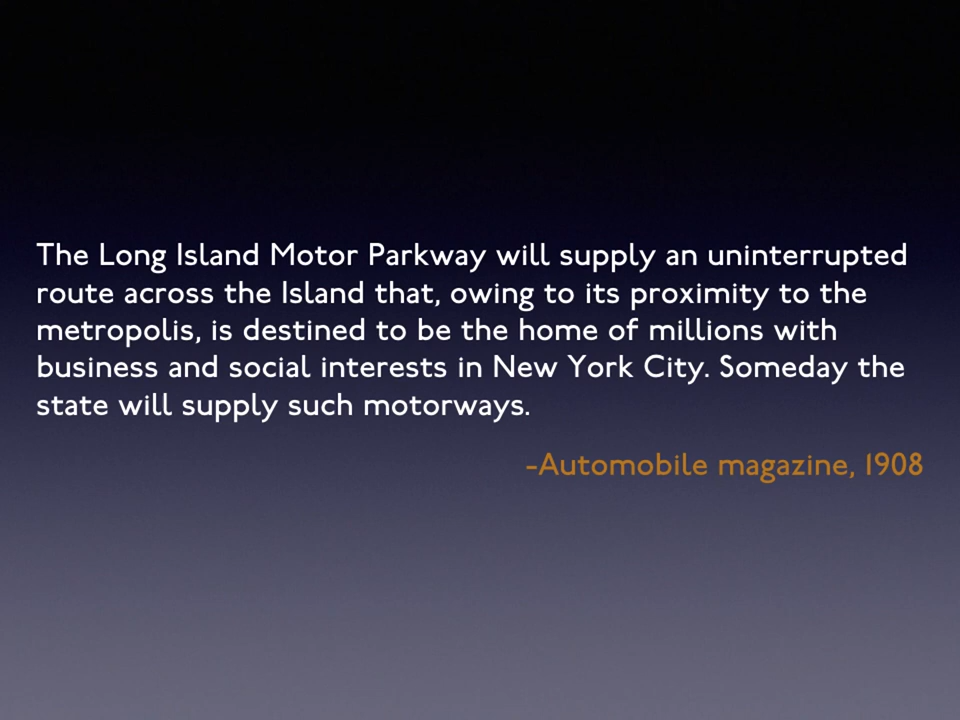 The Long Island Motor Parkway will supply an uninterrupted
route across the Island that, owing to its proximity to the
metropolis, is destined to be the home of millions with
business and social interests in New York City. Someday the
state will supply such motorways.
-Automobile magazine, 1908